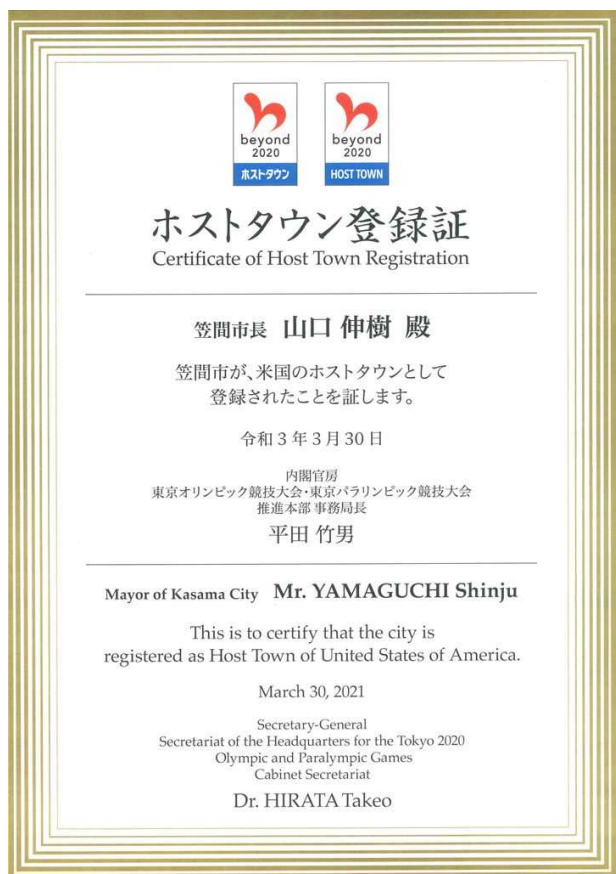 beyond
2020
ホストタウン
beyond
2020
HOST TOWN
ホストタウン登録証
Certificate of Host Town Registration
笠間市長 山口 伸樹 殿
笠間市が、米国のホストタウンとして
登録されたことを証します。
令和3年3月30日
内閣官房
東京オリンピック競技大会・東京パラリンピック競技大会
推進本部 事務局長
平田 竹男
Mayor of Kasama City Mr. YAMAGUCHI Shinju
This is to certify that the city is
registered as Host Town of United States of America.
March 30, 2021
Secretary-General
Secretariat of the Headquarters for the Tokyo 2020
Olympic and Paralympic Games
Cabinet Secretariat
Dr. HIRATA Takeo